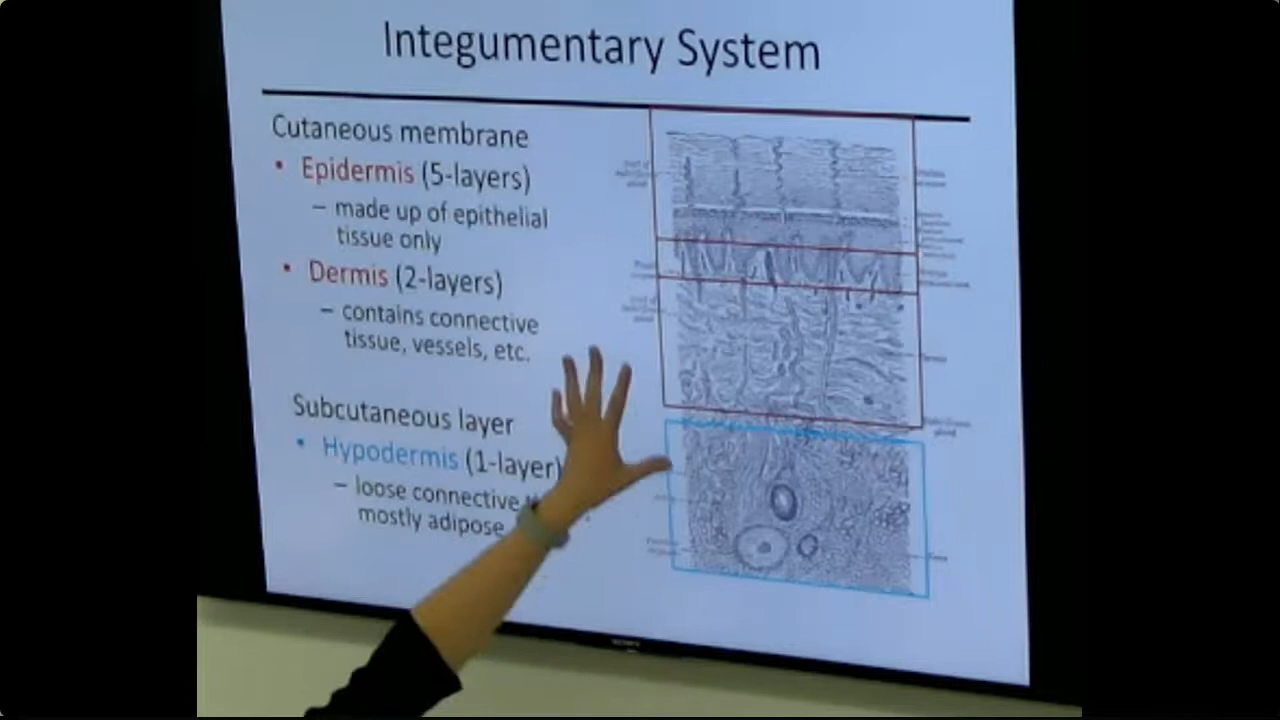 Integumentary System
Cutaneous membrane
• Epidermis (5-layers)
– made up of epithelial
tissue only
• Dermis (2-layers)
– contains connective
tissue, vessels, etc.
Subcutaneous layer
• Hypodermis (1-layer)
– loose connective
mostly adipose